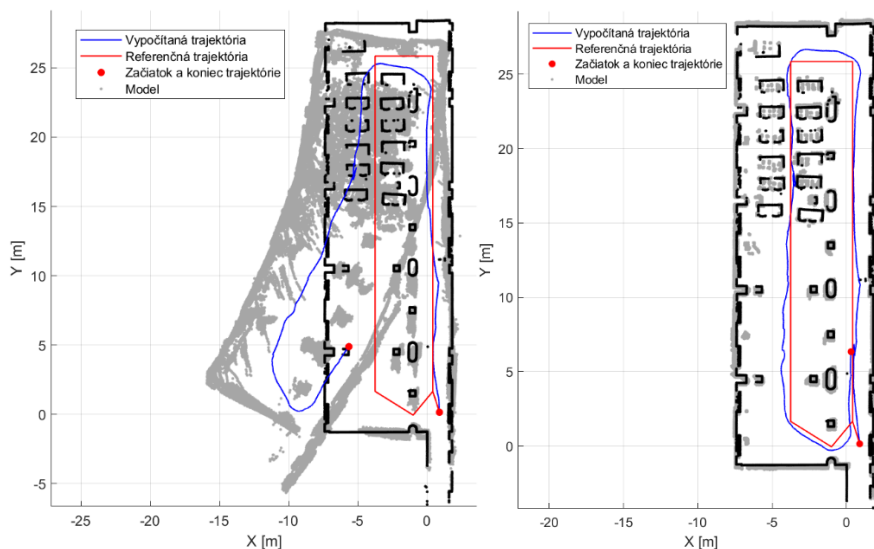 Vypočítaná trajektória
Referenčná trajektória
Začiatok a koniec trajektórie
Model
25
20
15
10
5
0
-5
Y [m]
-25
-20
-15
-10
-5
0
X [m]
Vypočítaná trajektória
Referenčná trajektória
Začiatok a koniec trajektórie
Model
25
20
15
10
5
0
Y [m]
-20
-15
-10
-5
0
X [m]